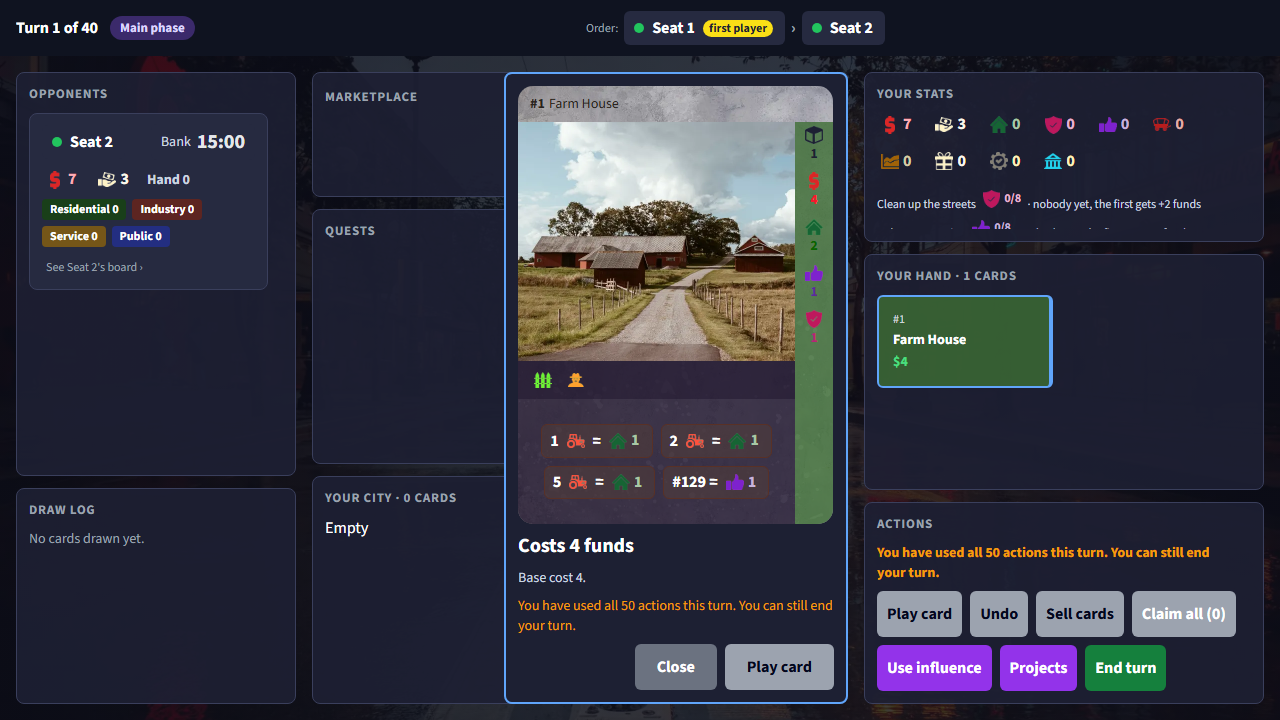 Turn 1 of 40 Main phase
Order: Seat 1 first player › Seat 2
OPPONENTS
Seat 2 Bank 15:00
7 3 Hand 0
Residential 0 Industry 0
Service 0 Public 0
See Seat 2's board ›
DRAW LOG
No cards drawn yet.
MARKETPLACE
QUESTS
YOUR CITY · 0 CARDS
Empty
#1 Farm House
1
4
2
1
1
1 = 1 2 = 1
5 = 1 #129 = 1
Costs 4 funds
Base cost 4.
You have used all 50 actions this turn. You can still end
your turn.
Close Play card
YOUR STATS
7 3 0 0 0 0
0 0 0 0
Clean up the streets 0/8 · nobody yet, the first gets +2 funds
0/8
YOUR HAND · 1 CARDS
#1
Farm House
$4
ACTIONS
You have used all 50 actions this turn. You can still end
your turn.
Play card Undo Sell cards Claim all (0)
Use influence Projects End turn